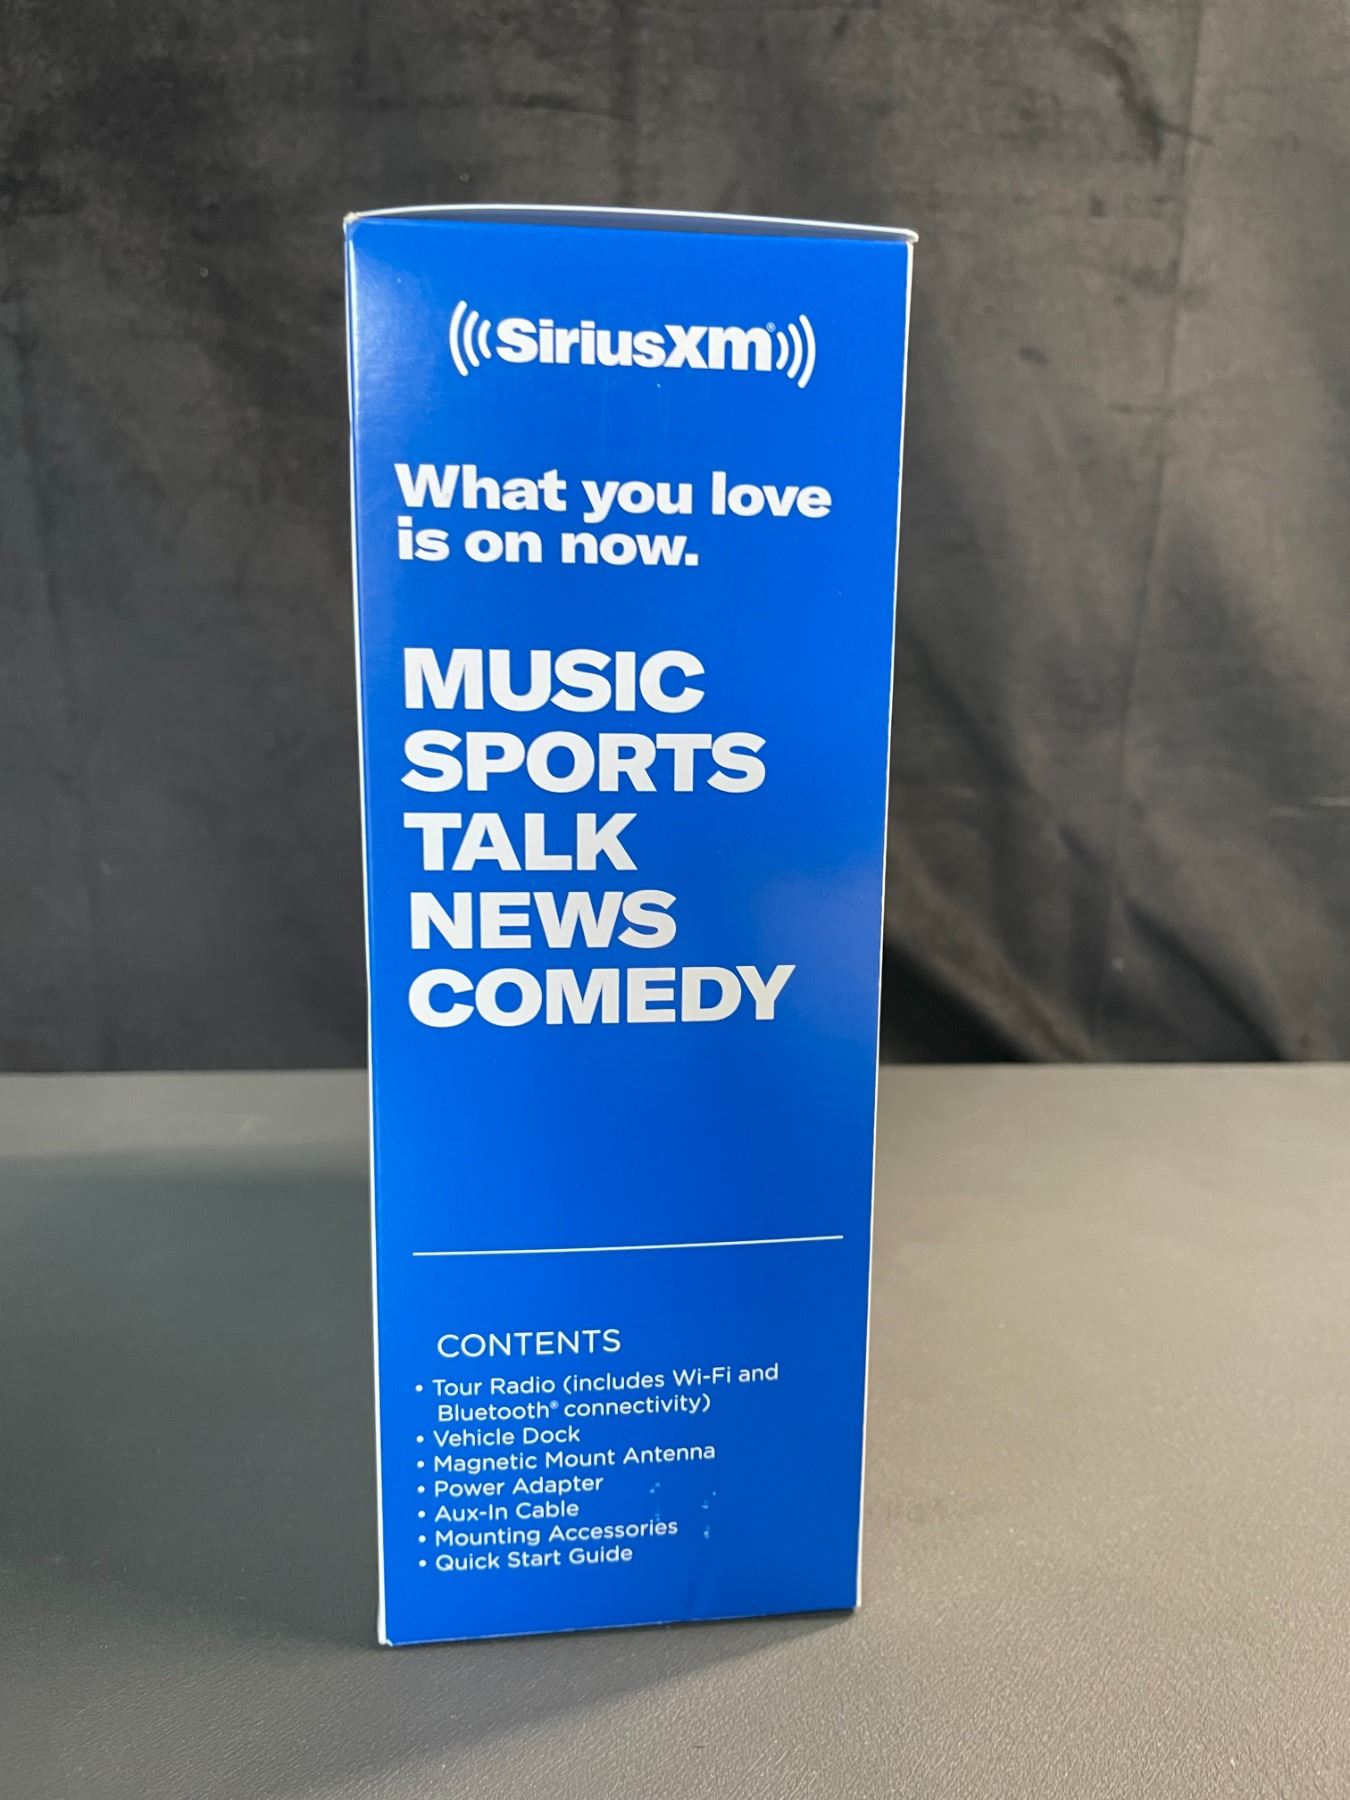 SiriusXM®
What you love
is on now.
MUSIC
SPORTS
TALK
NEWS
COMEDY
CONTENTS
• Tour Radio (includes Wi-Fi and
Bluetooth® connectivity)
• Vehicle Dock
• Magnetic Mount Antenna
• Power Adapter
• Aux-In Cable
• Mounting Accessories
• Quick Start Guide